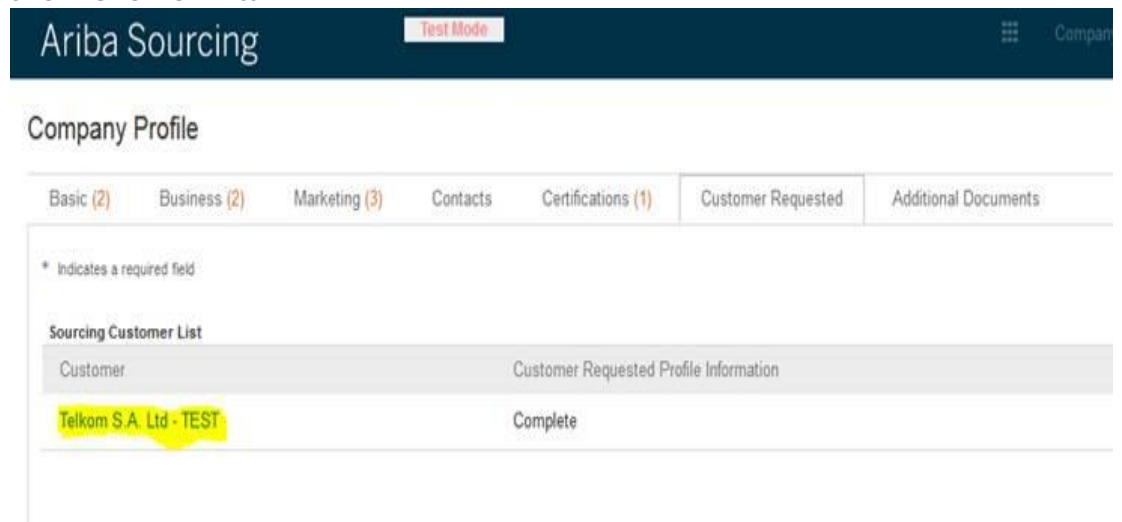 Ariba Sourcing Test Mode Company
Company Profile
Basic (2) Business (2) Marketing (3) Contacts Certifications (1) Customer Requested Additional Documents
* Indicates a required field
Sourcing Customer List
Customer Customer Requested Profile Information
Telkom S.A. Ltd - TEST Complete